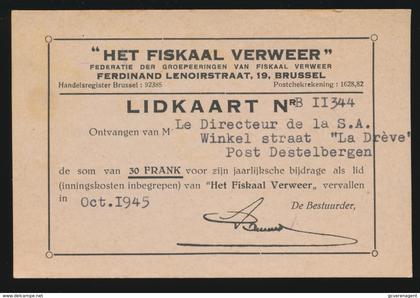 "HET FISKAAL VERWEER"
FEDERATIE DER GROEPEERINGEN VAN FISKAAL VERWEER
FERDINAND LENOIRSTRAAT, 19, BRUSSEL
Handelsregister Brussel : 92385 Postchekrekening : 1628,82
LIDKAART NR B II344
Ontvangen van M Le Directeur de la S.A.
Winkel straat "La Drève"
Post Destelbergen
de som van 30 FRANK voor zijn jaarlijksche bijdrage als lid
(inningskosten inbegrepen) van "Het Fiskaal Verweer", vervallen
in Oct.I945
De Bestuurder,
© Delcampe.net - goverenagent